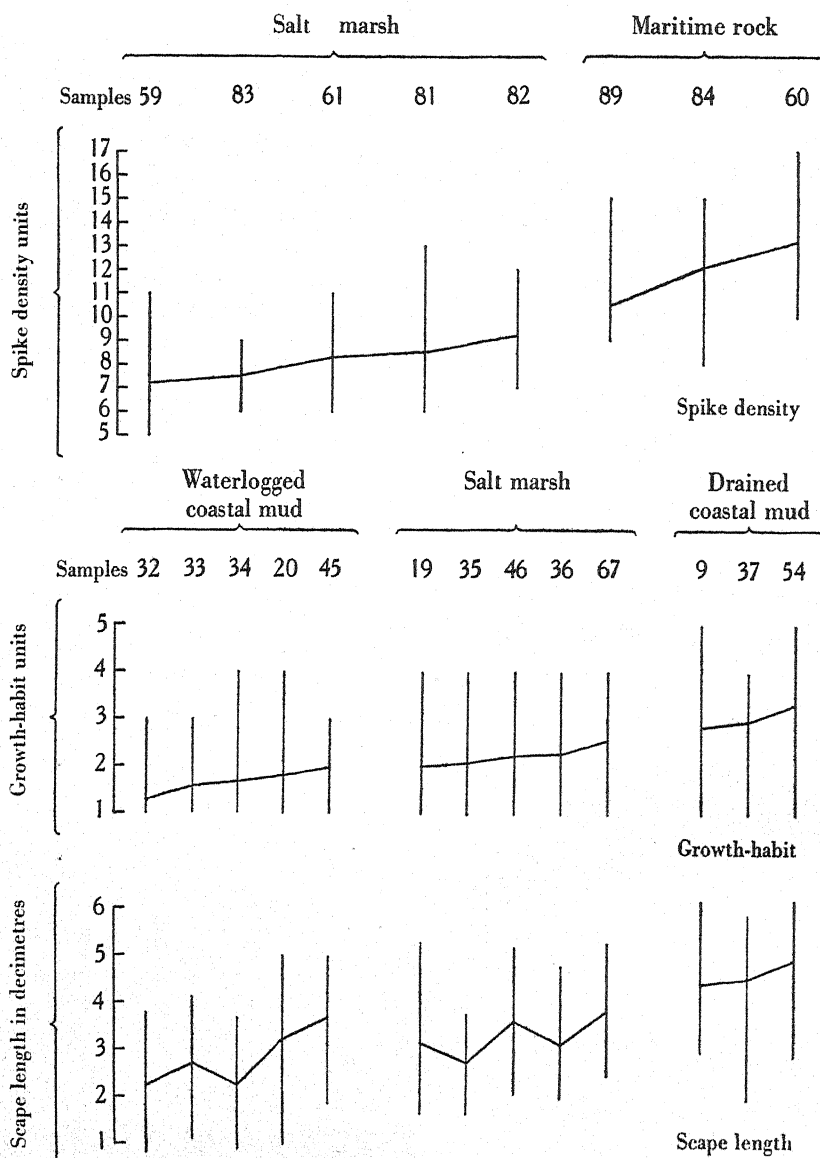 Salt marsh Maritime rock
Samples 59 83 61 81 82 89 84 60
Spike density units
17
16
15
14
13
12
11
10
9
8
7
6
5
Spike density
Waterlogged coastal mud Salt marsh Drained coastal mud
Samples 32 33 34 20 45 19 35 46 36 67 9 37 54
Growth-habit units
5
4
3
2
1
Growth-habit
Scape length in decimetres
6
5
4
3
2
1
Scape length